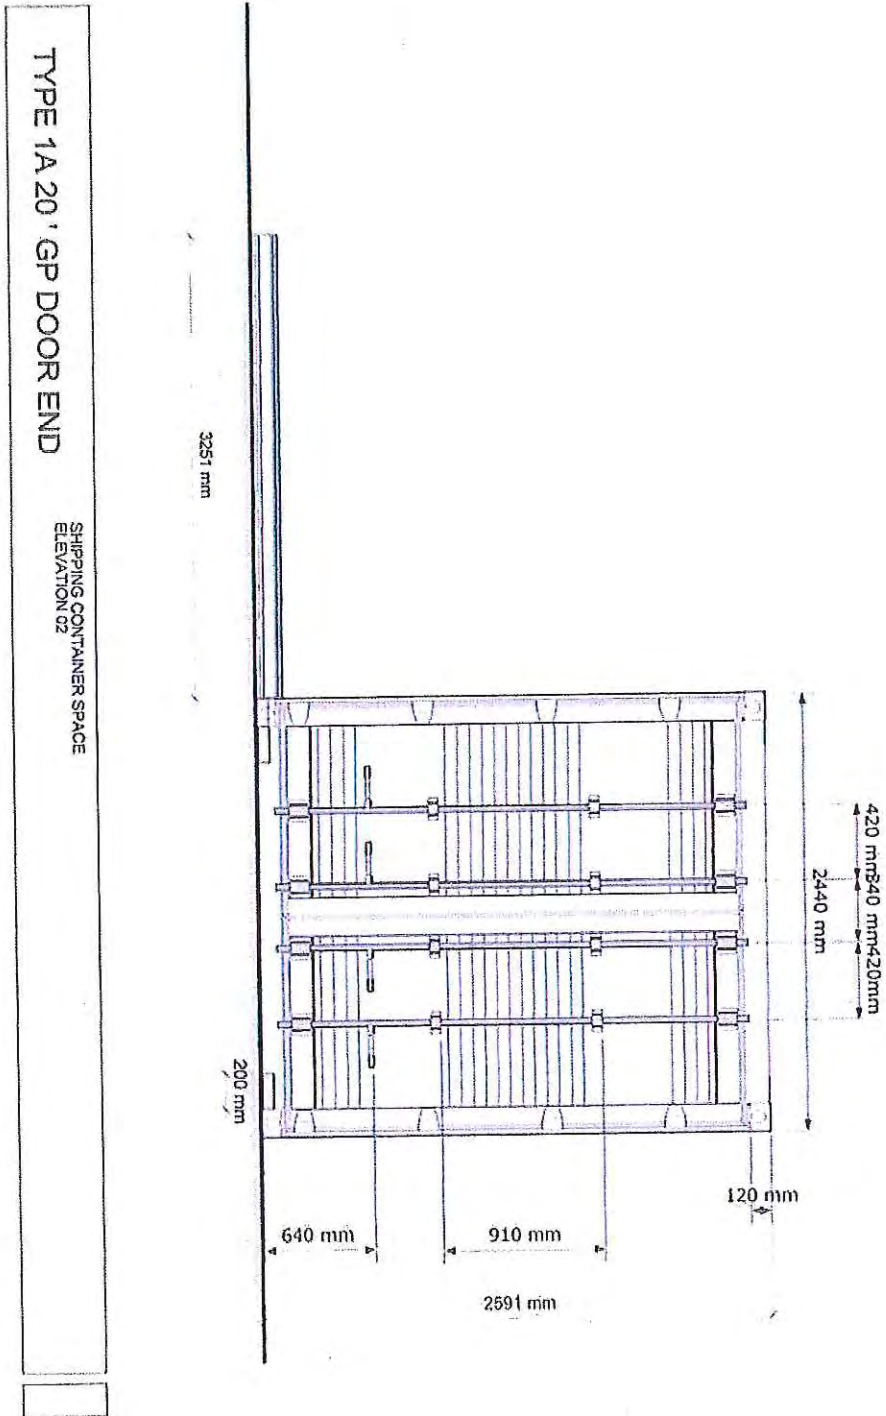 TYPE 1A 20 ' GP DOOR END
SHIPPING CONTAINER SPACE
ELEVATION 02
3251 mm
420 mm
340 mm
420mm
2440 mm
200 mm
120 mm
640 mm
910 mm
2591 mm